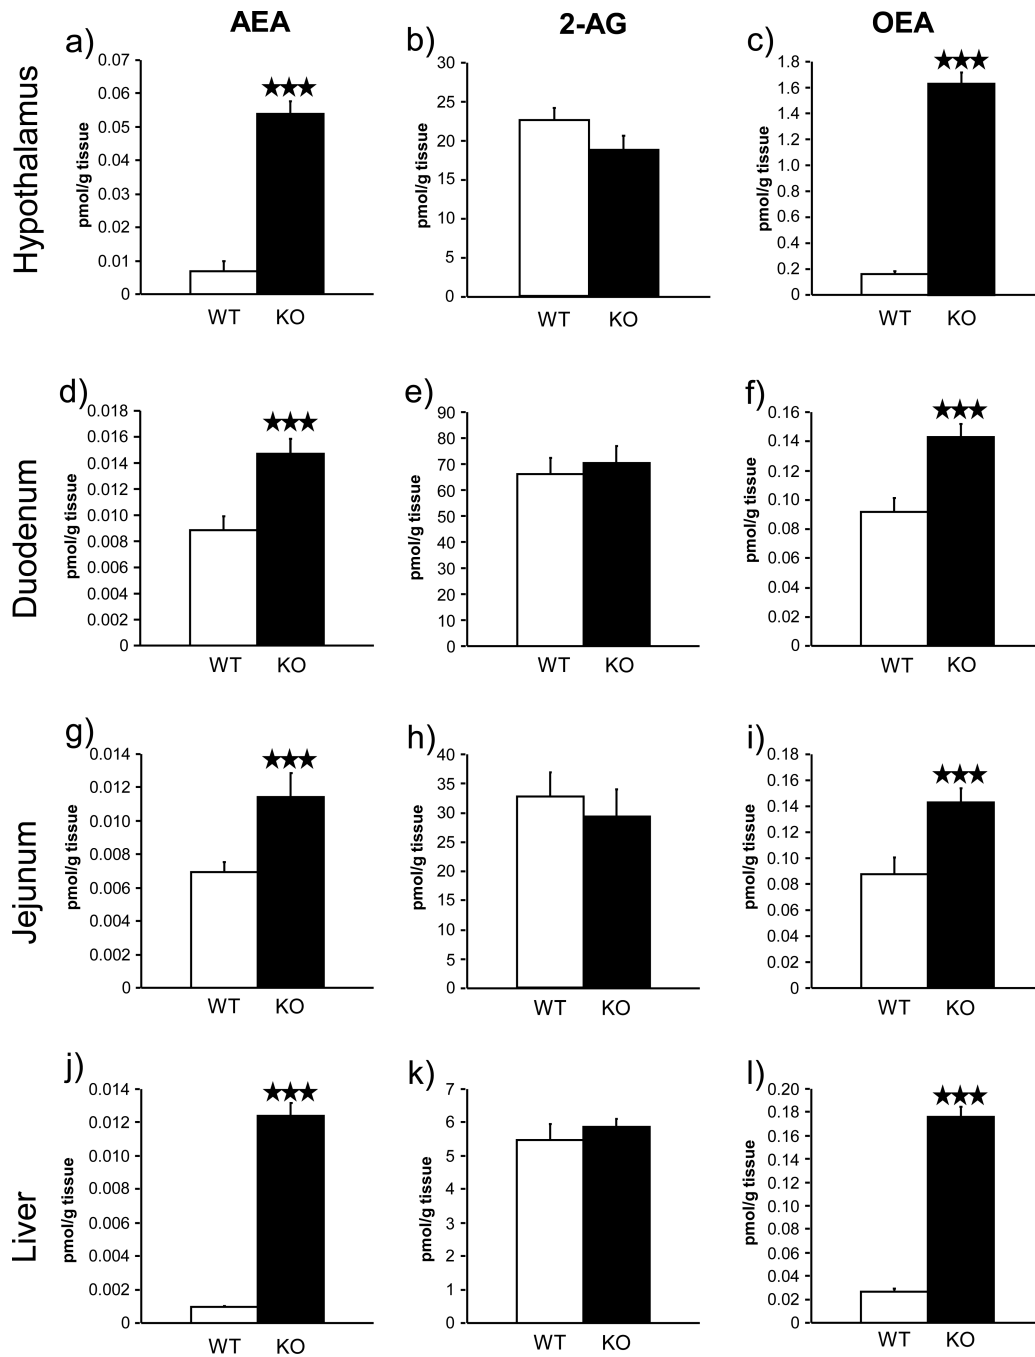 AEA 2-AG OEA
Hypothalamus
a)
pmol/g tissue
0.07
0.06
0.05
0.04
0.03
0.02
0.01
0
★★★
WT KO
b)
pmol/g tissue
30
25
20
15
10
5
0
WT KO
c)
pmol/g tissue
1.8
1.6
1.4
1.2
1.0
0.8
0.6
0.4
0.2
0
★★★
WT KO
Duodenum
d)
pmol/g tissue
0.018
0.016
0.014
0.012
0.010
0.008
0.006
0.004
0.002
0
★★★
WT KO
e)
pmol/g tissue
90
80
70
60
50
40
30
20
10
0
WT KO
f)
pmol/g tissue
0.16
0.14
0.12
0.10
0.08
0.06
0.04
0.02
0
★★★
WT KO
Jejunum
g)
pmol/g tissue
0.014
0.012
0.010
0.008
0.006
0.004
0.002
0
★★★
WT KO
h)
pmol/g tissue
40
35
30
25
20
15
10
5
0
WT KO
i)
pmol/g tissue
0.18
0.16
0.14
0.12
0.10
0.08
0.06
0.04
0.02
0
★★★
WT KO
Liver
j)
pmol/g tissue
0.014
0.012
0.010
0.008
0.006
0.004
0.002
0
★★★
WT KO
k)
pmol/g tissue
7
6
5
4
3
2
1
0
WT KO
l)
pmol/g tissue
0.20
0.18
0.16
0.14
0.12
0.10
0.08
0.06
0.04
0.02
0
★★★
WT KO